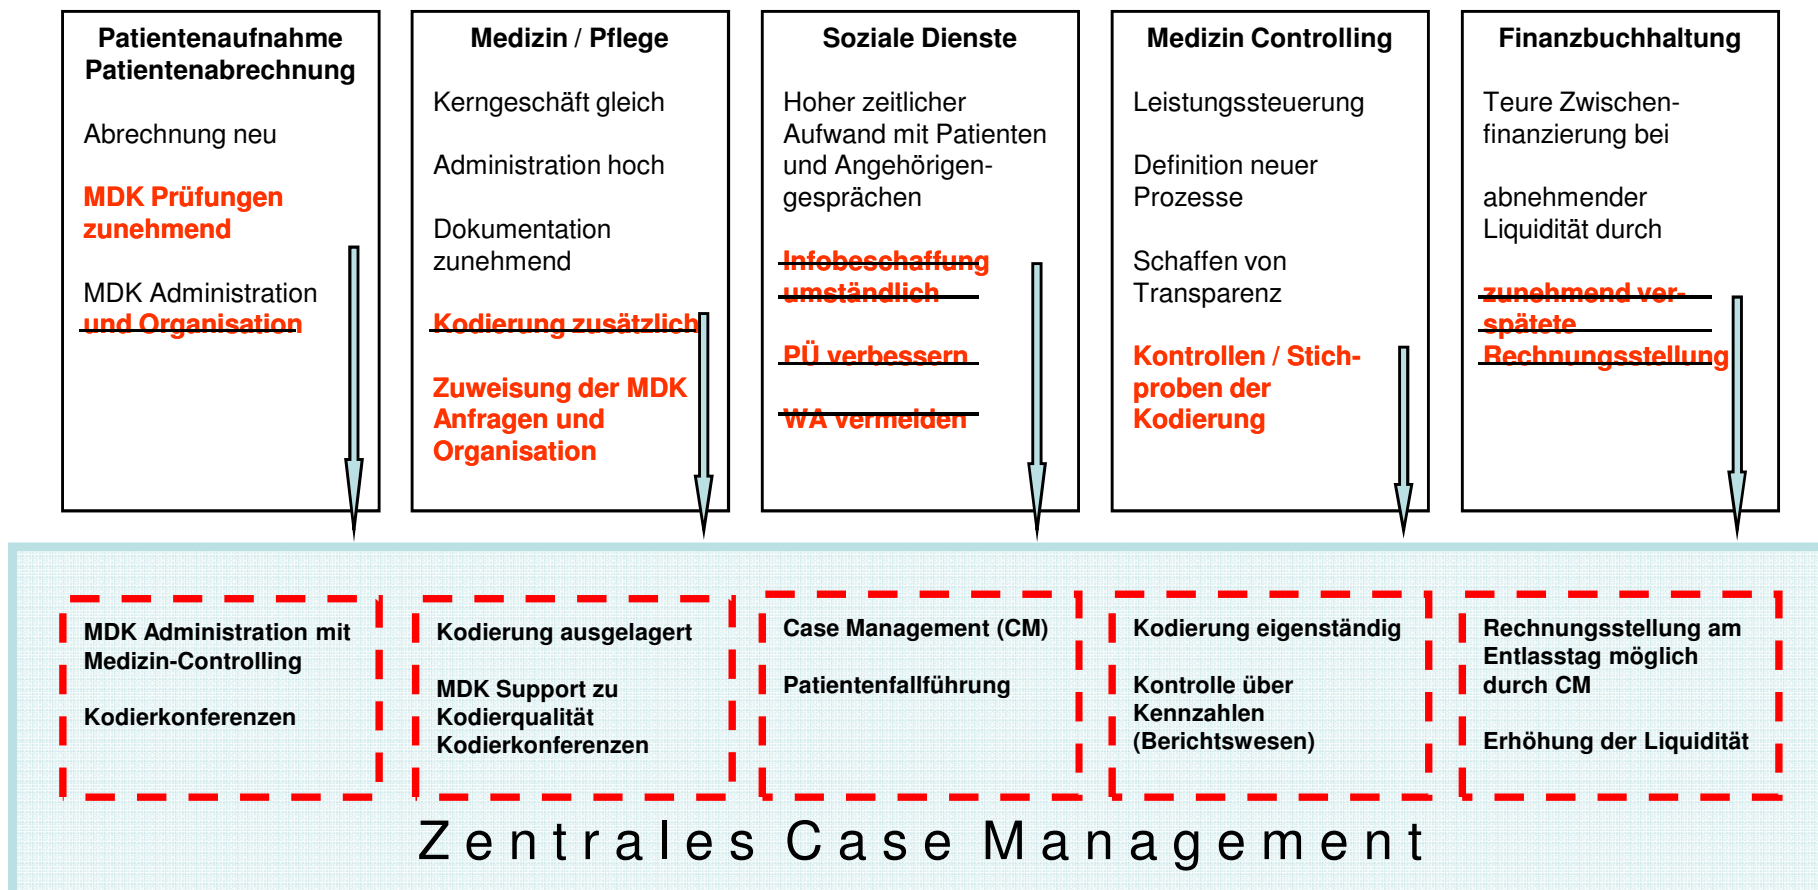 Patientenaufnahme
Patientenabrechnung
Abrechnung neu
MDK Prüfungen
zunehmend
MDK Administration
und Organisation
Medizin / Pflege
Kerngeschäft gleich
Administration hoch
Dokumentation
zunehmend
Kodierung zusätzlich
Zuweisung der MDK
Anfragen und
Organisation
Soziale Dienste
Hoher zeitlicher
Aufwand mit Patienten
und Angehörigen-
gesprächen
Infobeschaffung
umständlich
PÜ verbessern
WA vermeiden
Medizin Controlling
Leistungssteuerung
Definition neuer
Prozesse
Schaffen von
Transparenz
Kontrollen / Stich-
proben der
Kodierung
Finanzbuchhaltung
Teure Zwischen-
finanzierung bei
abnehmender
Liquidität durch
zunehmend ver-
spätete
Rechnungsstellung
MDK Administration mit
Medizin-Controlling
Kodierkonferenzen
Kodierung ausgelagert
MDK Support zu
Kodierqualität
Kodierkonferenzen
Case Management (CM)
Patientenfallführung
Kodierung eigenständig
Kontrolle über
Kennzahlen
(Berichtswesen)
Rechnungsstellung am
Entlasstag möglich
durch CM
Erhöhung der Liquidität
Zentrales Case Management